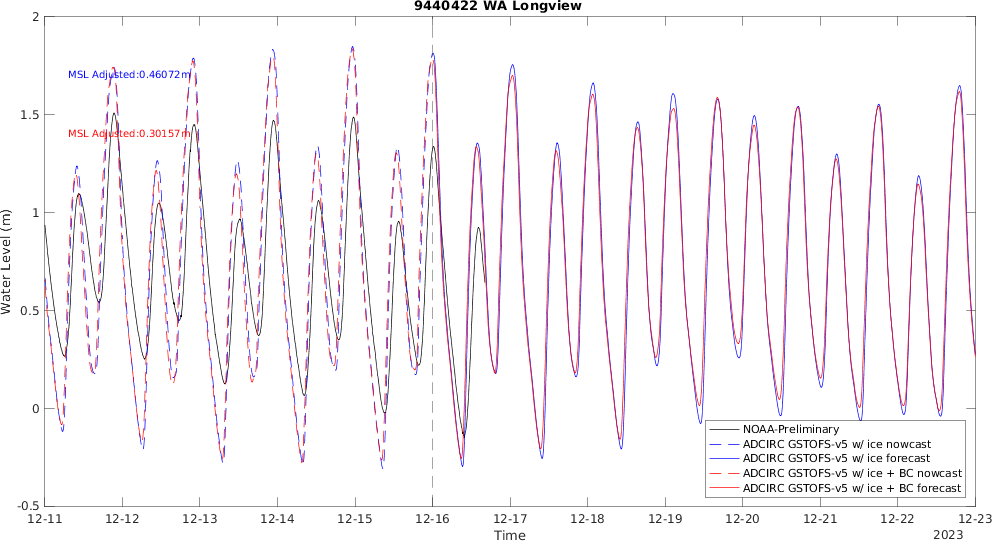 9440422 WA Longview
2
1.5
1
0.5
0
-0.5
Water Level (m)
MSL Adjusted:0.46072m
MSL Adjusted:0.30157m
NOAA-Preliminary
ADCIRC GSTOFS-v5 w/ ice nowcast
ADCIRC GSTOFS-v5 w/ ice forecast
ADCIRC GSTOFS-v5 w/ ice + BC nowcast
ADCIRC GSTOFS-v5 w/ ice + BC forecast
12-11 12-12 12-13 12-14 12-15 12-16 12-17 12-18 12-19 12-20 12-21 12-22 12-23
Time
2023